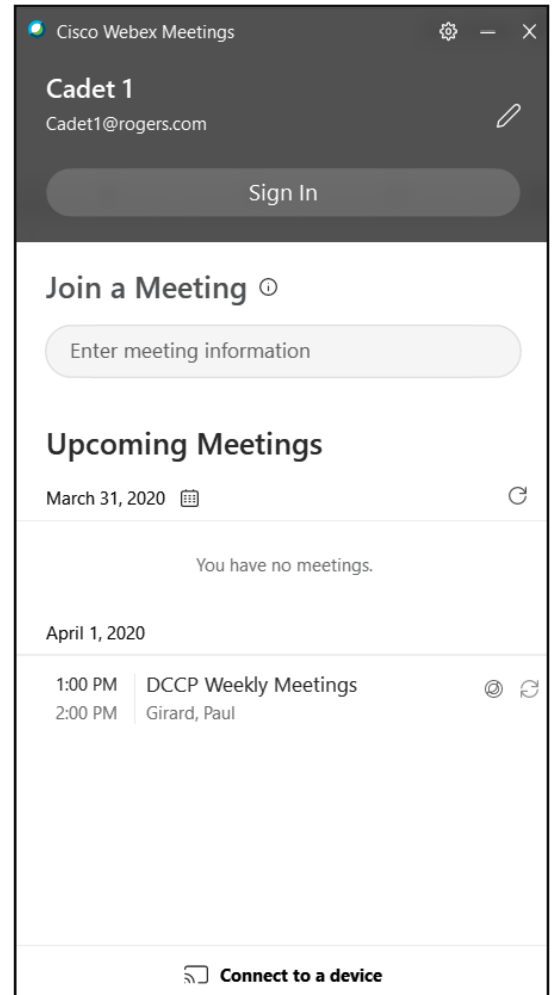 Cisco Webex Meetings
Cadet 1
Cadet1@rogers.com
Sign In
Join a Meeting
Enter meeting information
Upcoming Meetings
March 31, 2020
You have no meetings.
April 1, 2020
1:00 PM DCCP Weekly Meetings
2:00 PM Girard, Paul
Connect to a device